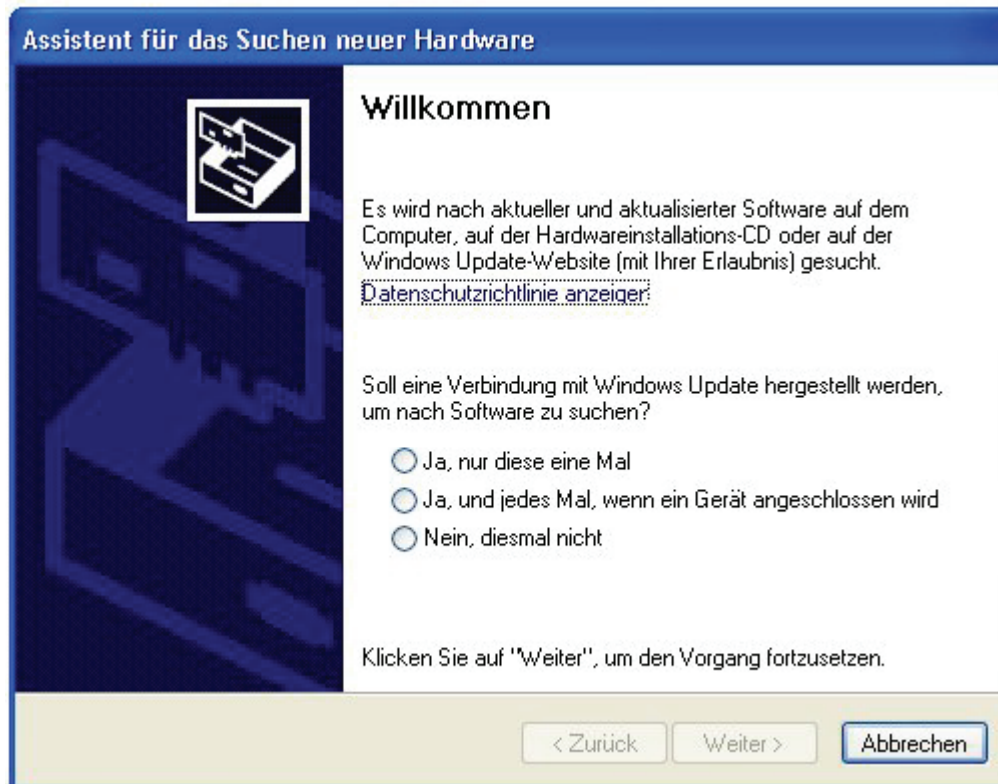 Assistent für das Suchen neuer Hardware
Willkommen
Es wird nach aktueller und aktualisierter Software auf dem
Computer, auf der Hardwareinstallations-CD oder auf der
Windows Update-Website (mit Ihrer Erlaubnis) gesucht.
Datenschutzrichtlinie anzeigen
Soll eine Verbindung mit Windows Update hergestellt werden,
um nach Software zu suchen?
Ja, nur diese eine Mal
Ja, und jedes Mal, wenn ein Gerät angeschlossen wird
Nein, diesmal nicht
Klicken Sie auf "Weiter", um den Vorgang fortzusetzen.
< Zurück
Weiter >
Abbrechen